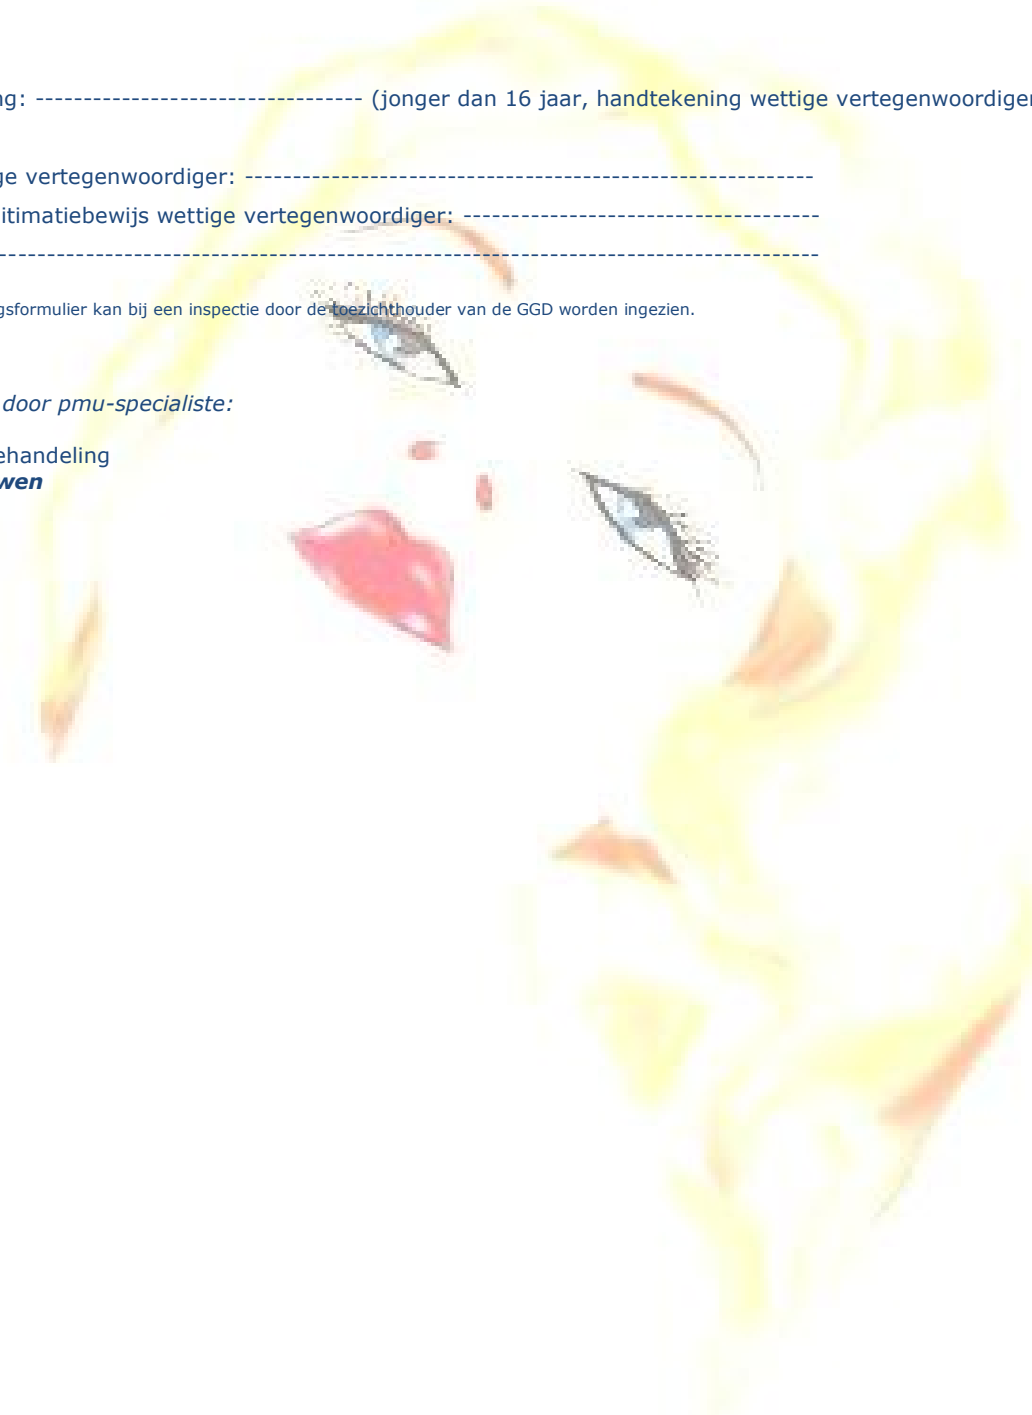 ng: ---------------------------------- (jonger dan 16 jaar, handtekening wettige vertegenwoordiger
ge vertegenwoordiger: -----------------------------------------------------------
itimatiebewijs wettige vertegenwoordiger: -------------------------------------
-------------------------------------------------------------------------------------
gsformulier kan bij een inspectie door de toezichthouder van de GGD worden ingezien.
door pmu-specialiste:
ehandeling
wen